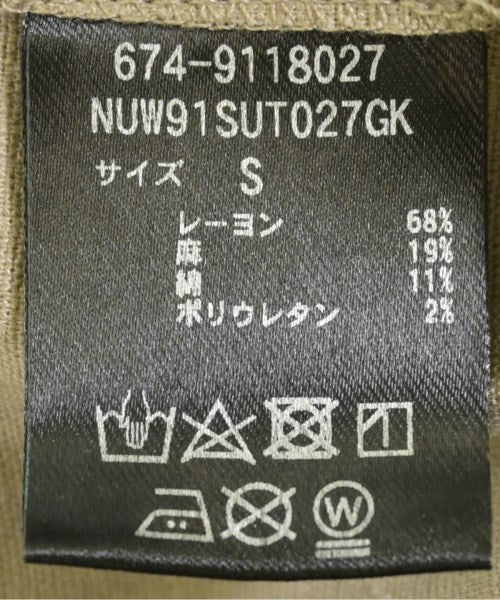 674-9118027
NUW91SUT027GK
サイズ S
レーヨン 68%
麻 19%
綿 11%
ポリウレタン 2%
W